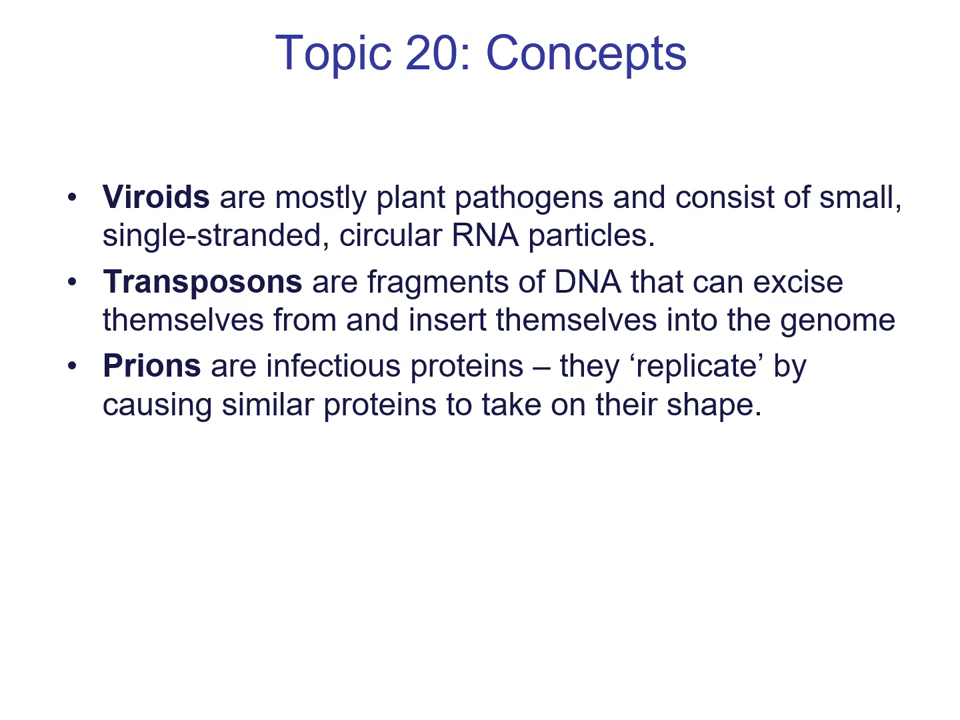 Topic 20: Concepts
• Viroids are mostly plant pathogens and consist of small,
single-stranded, circular RNA particles.
• Transposons are fragments of DNA that can excise
themselves from and insert themselves into the genome
• Prions are infectious proteins – they ‘replicate’ by
causing similar proteins to take on their shape.